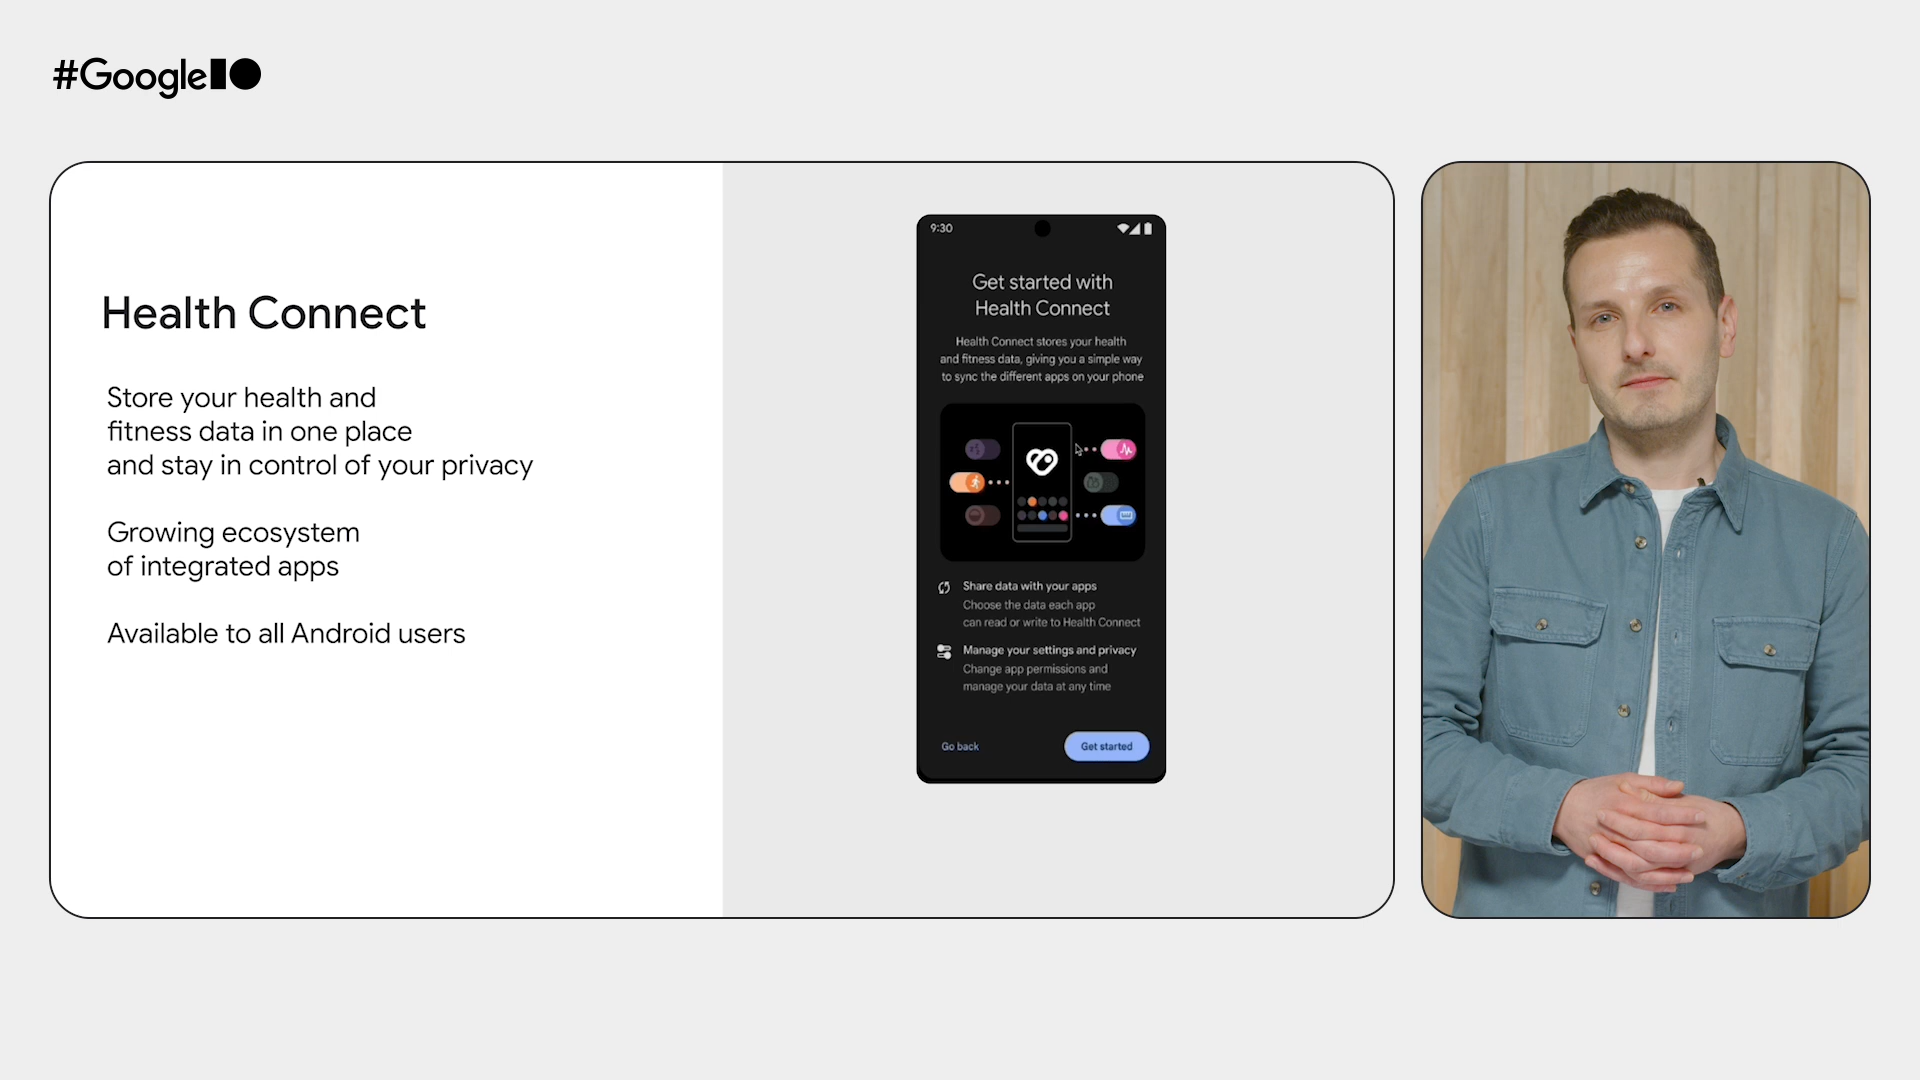 #GoogleIO
Health Connect
Store your health and
fitness data in one place
and stay in control of your privacy
Growing ecosystem
of integrated apps
Available to all Android users
9:30
Get started with
Health Connect
Health Connect stores your health
and fitness data, giving you a simple way
to sync the different apps on your phone
Share data with your apps
Choose the data each app
can read or write to Health Connect
Manage your settings and privacy
Change app permissions and
manage your data at any time
Go back
Get started